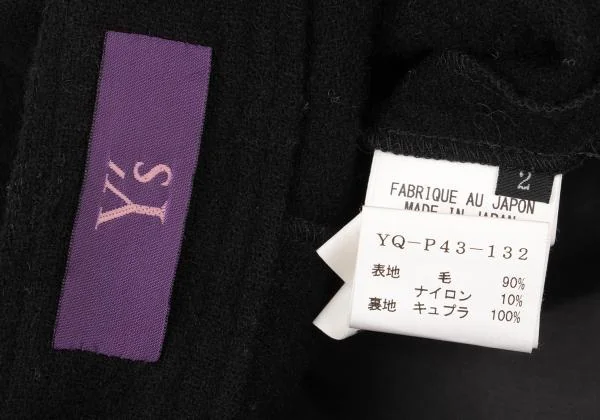 Y's
2
FABRIQUE AU JAPON
MADE IN JAPAN
YQ-P43-132
表地 毛 90%
ナイロン 10%
裏地 キュプラ 100%